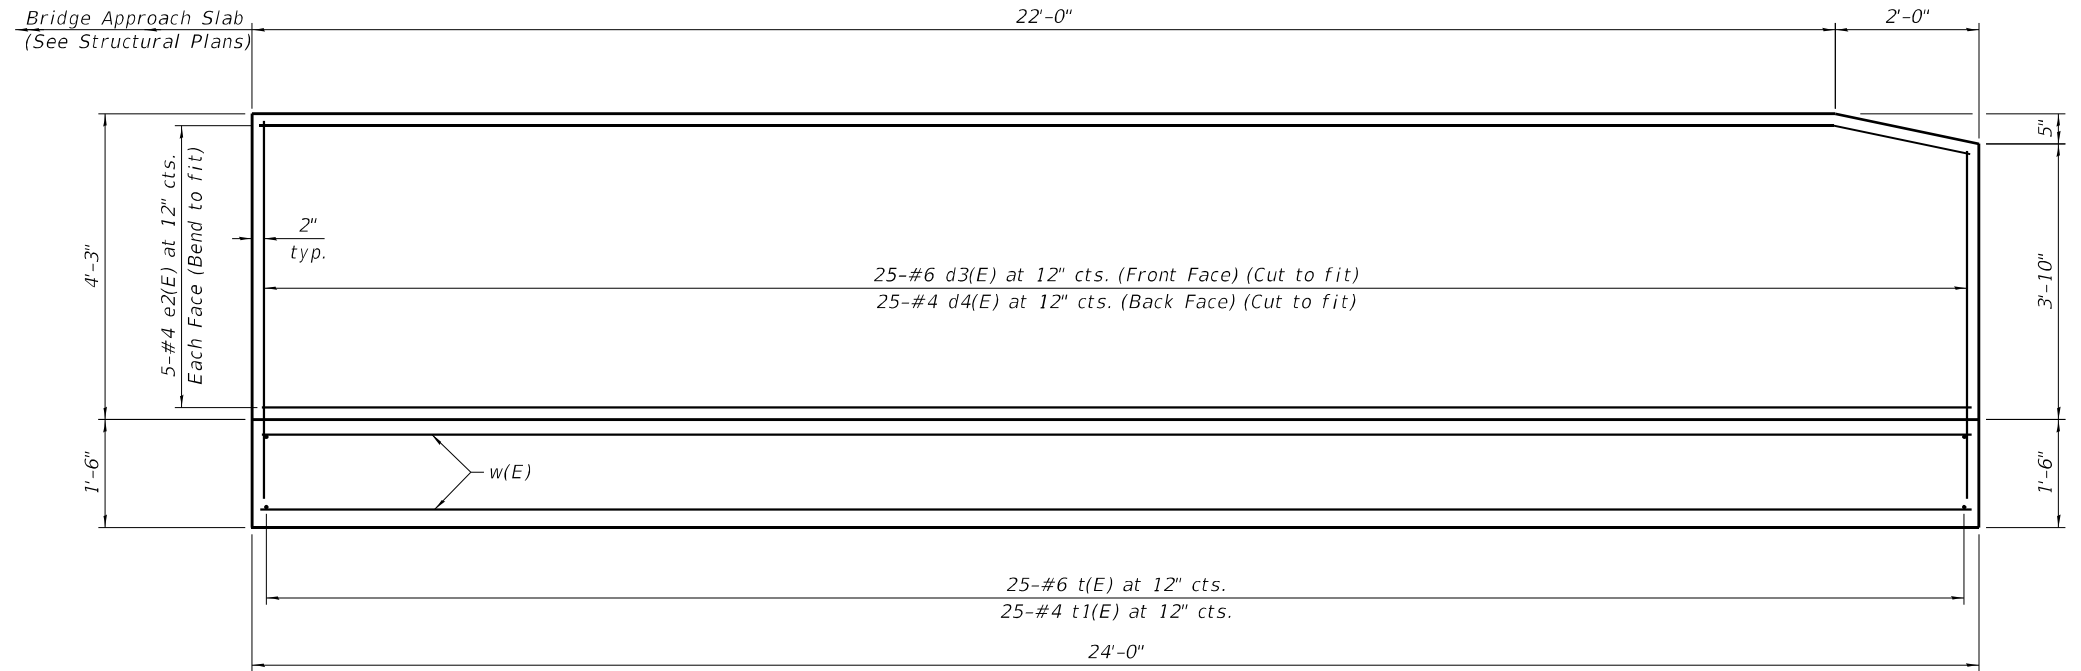 Bridge Approach Slab
(See Structural Plans)
22'-0"
2'-0"
5"
4'-3"
5-#4 e2(E) at 12" cts.
Each Face (Bend to fit)
2"
typ.
25-#6 d3(E) at 12" cts. (Front Face) (Cut to fit)
25-#4 d4(E) at 12" cts. (Back Face) (Cut to fit)
3'-10"
1'-6"
w(E)
1'-6"
25-#6 t(E) at 12" cts.
25-#4 t1(E) at 12" cts.
24'-0"